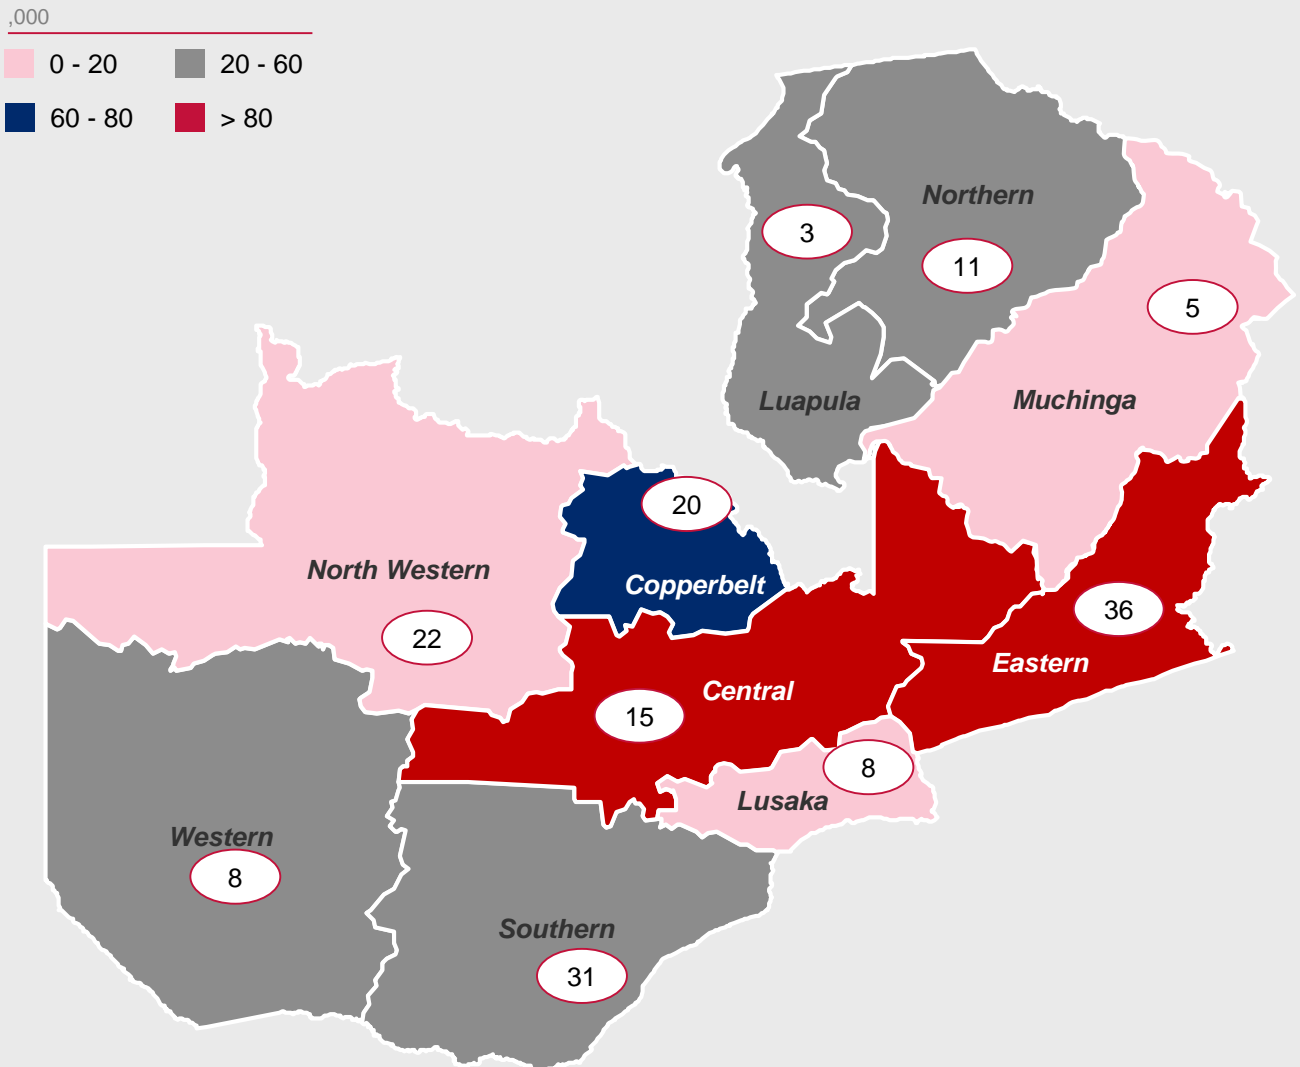 ,000
0 - 20
20 - 60
60 - 80
> 80
Northern
3
11
5
Luapula
Muchinga
20
North Western
Copperbelt
36
22
Eastern
Central
15
8
Lusaka
Western
8
Southern
31